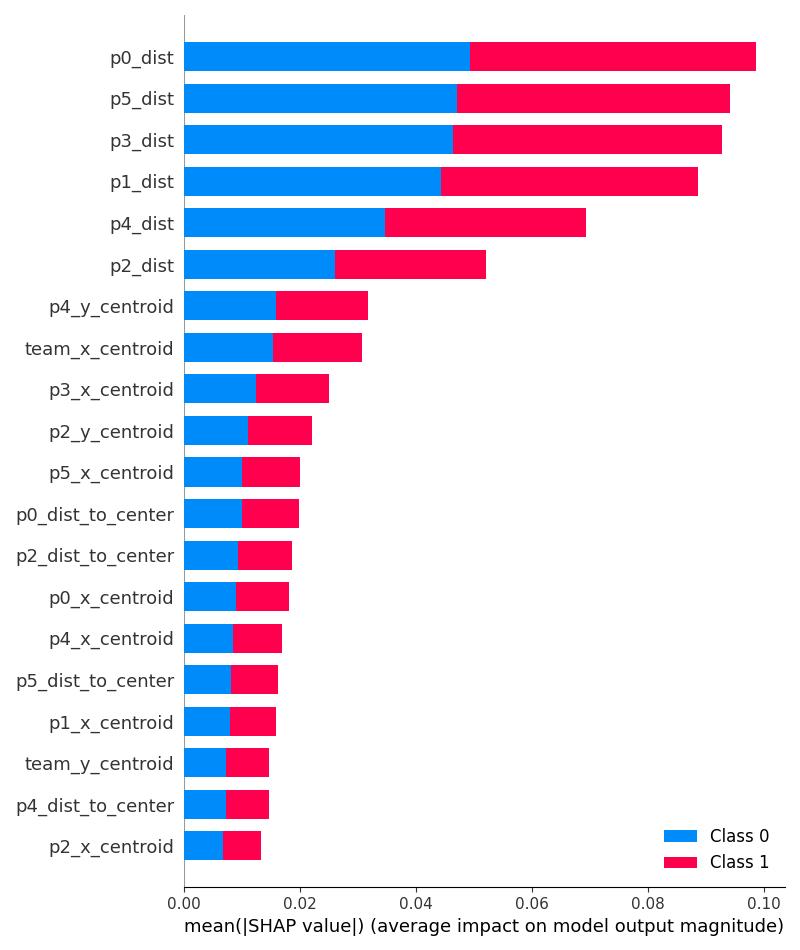 p0_dist
p5_dist
p3_dist
p1_dist
p4_dist
p2_dist
p4_y_centroid
team_x_centroid
p3_x_centroid
p2_y_centroid
p5_x_centroid
p0_dist_to_center
p2_dist_to_center
p0_x_centroid
p4_x_centroid
p5_dist_to_center
p1_x_centroid
team_y_centroid
p4_dist_to_center
p2_x_centroid
Class 0
Class 1
0.00 0.02 0.04 0.06 0.08 0.10
mean(|SHAP value|) (average impact on model output magnitude)